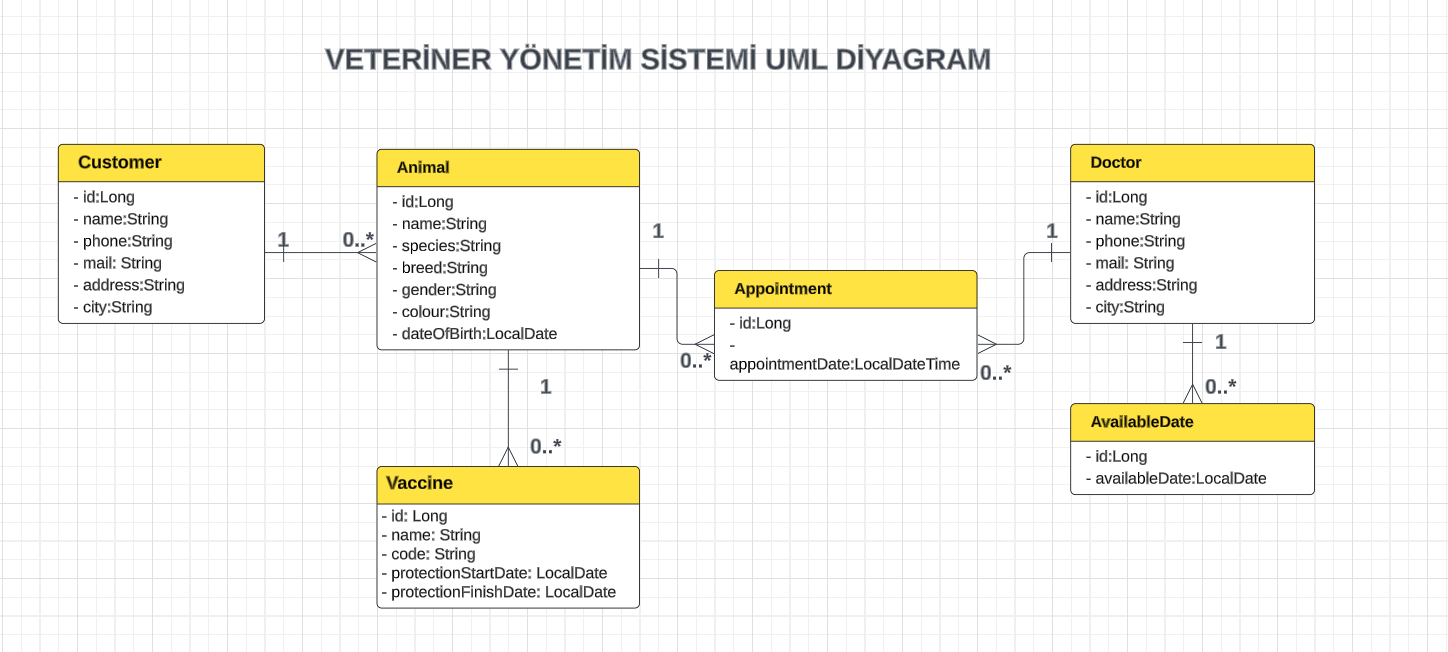 VETERİNER YÖNETİM SİSTEMİ UML DİYAGRAM
Customer
- id:Long
- name:String
- phone:String
- mail: String
- address:String
- city:String
1
0..*
Animal
- id:Long
- name:String
- species:String
- breed:String
- gender:String
- colour:String
- dateOfBirth:LocalDate
1
0..*
1
0..*
Vaccine
- id: Long
- name: String
- code: String
- protectionStartDate: LocalDate
- protectionFinishDate: LocalDate
Appointment
- id:Long
-
appointmentDate:LocalDateTime
0..*
1
Doctor
- id:Long
- name:String
- phone:String
- mail: String
- address:String
- city:String
1
0..*
AvailableDate
- id:Long
- availableDate:LocalDate